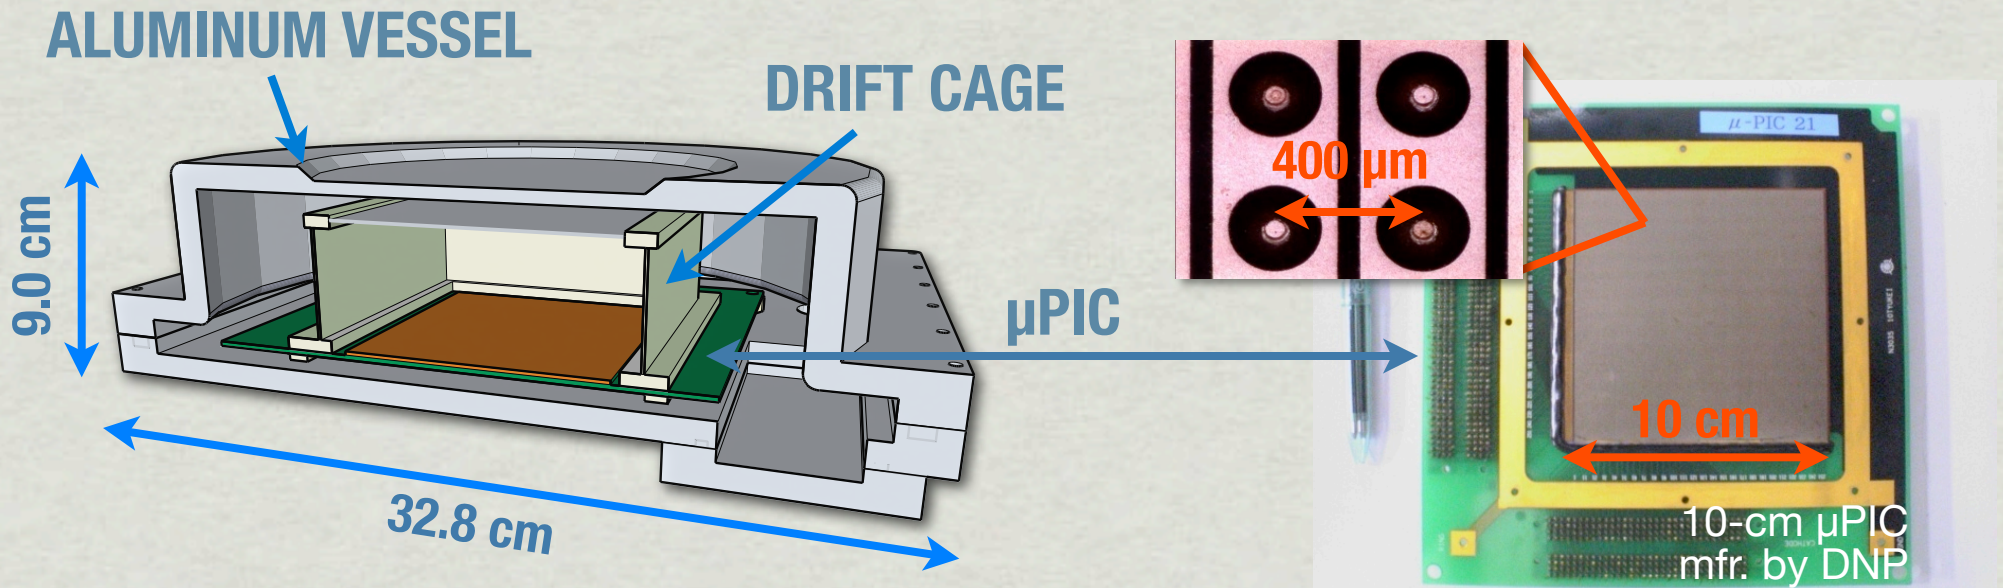 ALUMINUM VESSEL
DRIFT CAGE
9.0 cm
32.8 cm
µPIC
400 µm
µ-PIC 21
10 cm
10-cm µPIC
mfr. by DNP